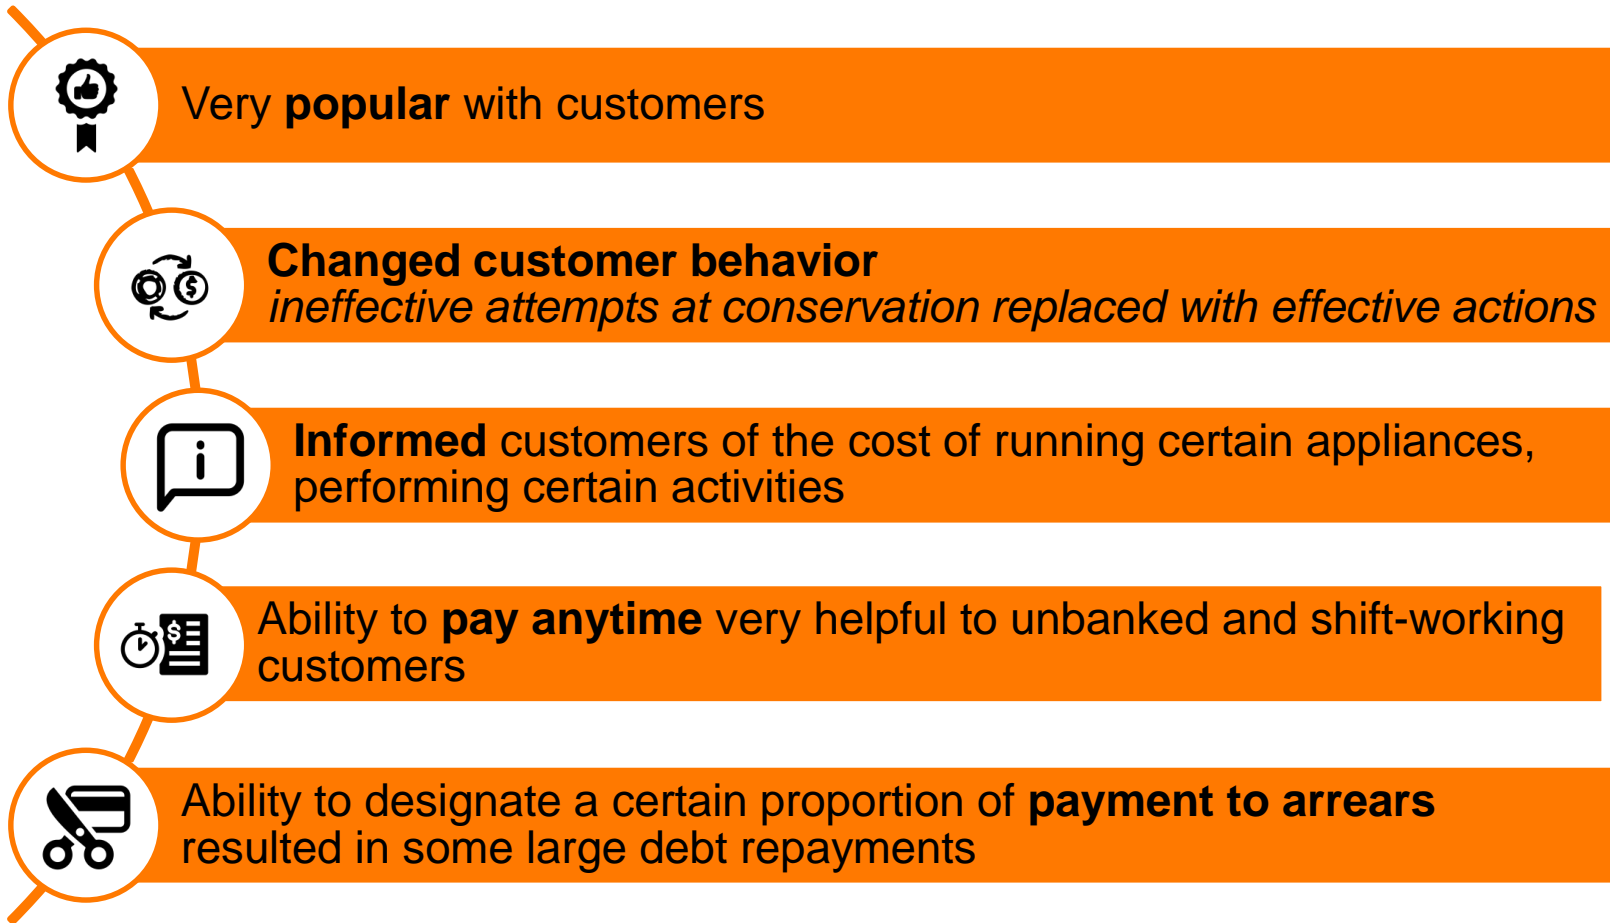 Very popular with customers
Changed customer behavior
ineffective attempts at conservation replaced with effective actions
Informed customers of the cost of running certain appliances,
performing certain activities
Ability to pay anytime very helpful to unbanked and shift-working
customers
Ability to designate a certain proportion of payment to arrears
resulted in some large debt repayments